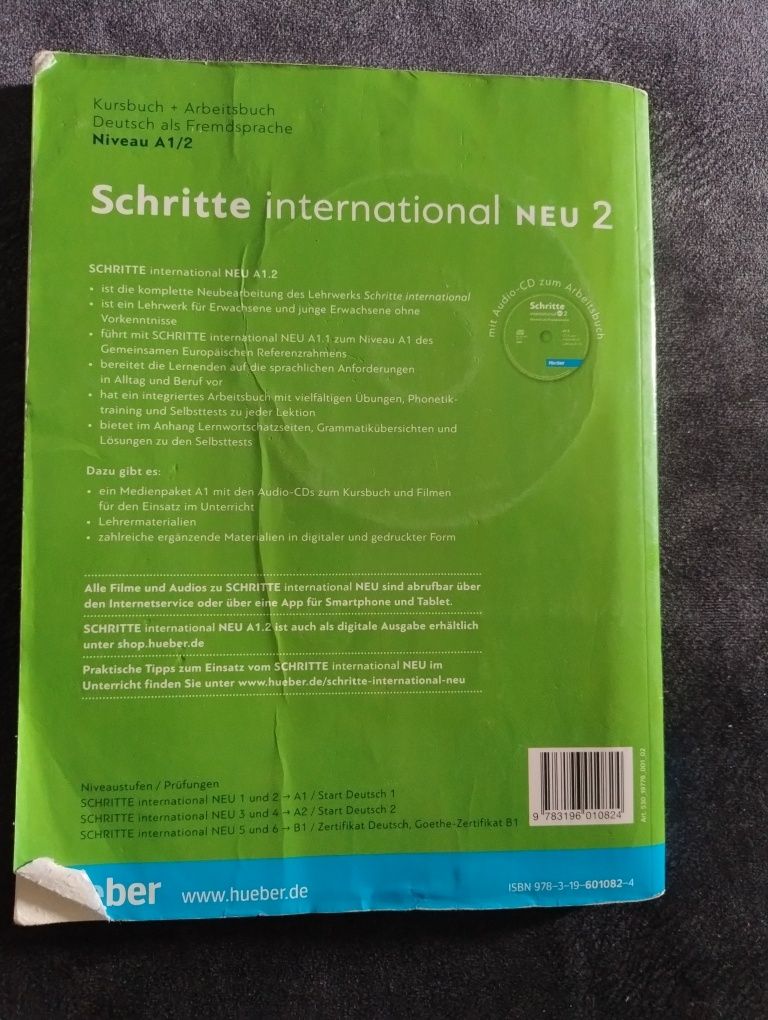 Kursbuch + Arbeitsbuch
Deutsch als Fremdsprache
Niveau A1/2
Schritte international NEU 2
SCHRITTE international NEU A1.2
• ist die komplette Neubearbeitung des Lehrwerks Schritte international
• ist ein Lehrwerk für Erwachsene und junge Erwachsene ohne
Vorkenntnisse
• führt mit SCHRITTE international NEU A1.1 zum Niveau A1 des
Gemeinsamen Europäischen Referenzrahmens
• bereitet die Lernenden auf die sprachlichen Anforderungen
in Alltag und Beruf vor
• hat ein integriertes Arbeitsbuch mit vielfältigen Übungen, Phonetik-
training und Selbsttests zu jeder Lektion
• bietet im Anhang Lernwortschatzseiten, Grammatikübersichten und
Lösungen zu den Selbsttests
mit Audio-CD zum Arbeitsbuch
Schritte
international 2
Hueber
Dazu gibt es:
• ein Medienpaket A1 mit den Audio-CDs zum Kursbuch und Filmen
für den Einsatz im Unterricht
• Lehrermaterialien
• zahlreiche ergänzende Materialien in digitaler und gedruckter Form
Alle Filme und Audios zu SCHRITTE international NEU sind abrufbar über
den Internetservice oder über eine App für Smartphone und Tablet.
SCHRITTE international NEU A1.2 ist auch als digitale Ausgabe erhältlich
unter shop.hueber.de
Praktische Tipps zum Einsatz vom SCHRITTE international NEU im
Unterricht finden Sie unter www.hueber.de/schritte-international-neu
Niveaustufen / Prüfungen
SCHRITTE international NEU 1 und 2 → A1 / Start Deutsch 1
SCHRITTE international NEU 3 und 4 → A2 / Start Deutsch 2
SCHRITTE international NEU 5 und 6 → B1 / Zertifikat Deutsch, Goethe-Zertifikat B1
9 783196 010824
Art. 530_19776_001_02
ber www.hueber.de
ISBN 978-3-19-601082-4